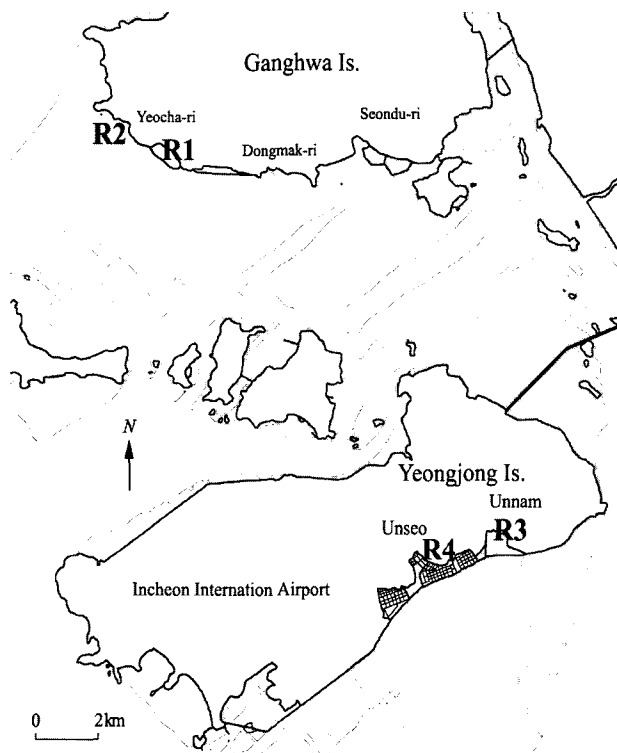 Ganghwa Is.
Yeocha-ri
Seondu-ri
R2
R1
Dongmak-ri
N
Yeongjong Is.
Unnam
Unseo
R3
R4
Incheon Internation Airport
0 2km